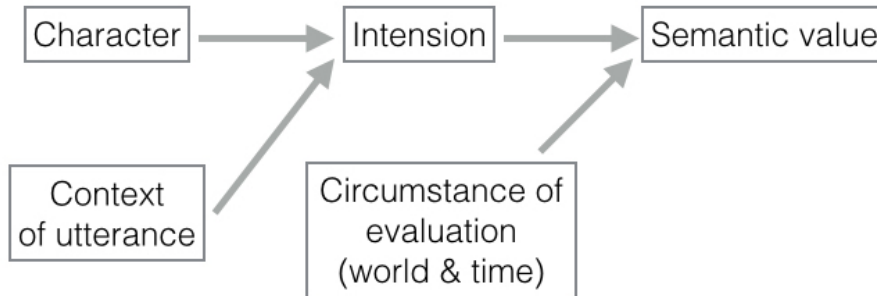 Character
Intension
Semantic value
Context
of utterance
Circumstance of
evaluation
(world & time)